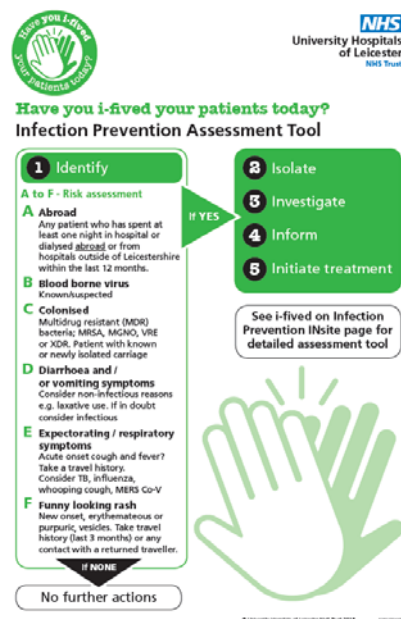 Have you i-fived
your patients today?
NHS
University Hospitals
of Leicester
NHS Trust
Have you i-fived your patients today?
Infection Prevention Assessment Tool
1 Identify
A to F - Risk assessment
A Abroad
Any patient who has spent at
least one night in hospital or
dialysed abroad or from
hospitals outside of Leicestershire
within the last 12 months.
B Blood borne virus
Known/suspected
C Colonised
Multidrug resistant (MDR)
bacteria; MRSA, MGNO, VRE
or XDR. Patient with known
or newly isolated carriage
D Diarrhoea and /
or vomiting symptoms
Consider non-infectious reasons
e.g. laxative use. If in doubt
consider infectious
E Expectorating / respiratory
symptoms
Acute onset cough and fever?
Take a travel history.
Consider TB, influenza,
whooping cough, MERS Co-V
F Funny looking rash
New onset, erythemateous or
purpuric, vesicles. Take travel
history (last 3 months) or any
contact with a returned traveller.
If NONE
No further actions
If YES
2 Isolate
3 Investigate
4 Inform
5 Initiate treatment
See i-fived on Infection
Prevention INsite page for
detailed assessment tool